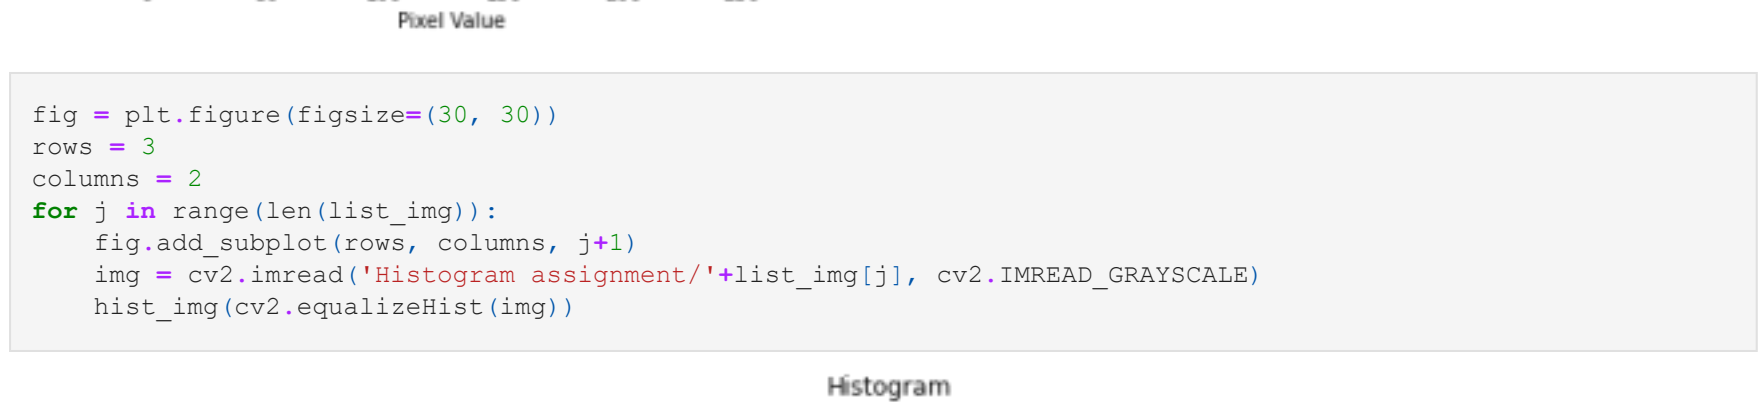 Pixel Value
fig = plt.figure(figsize=(30, 30))
rows = 3
columns = 2
for j in range(len(list_img)):
    fig.add_subplot(rows, columns, j+1)
    img = cv2.imread('Histogram assignment/'+list_img[j], cv2.IMREAD_GRAYSCALE)
    hist_img(cv2.equalizeHist(img))
Histogram